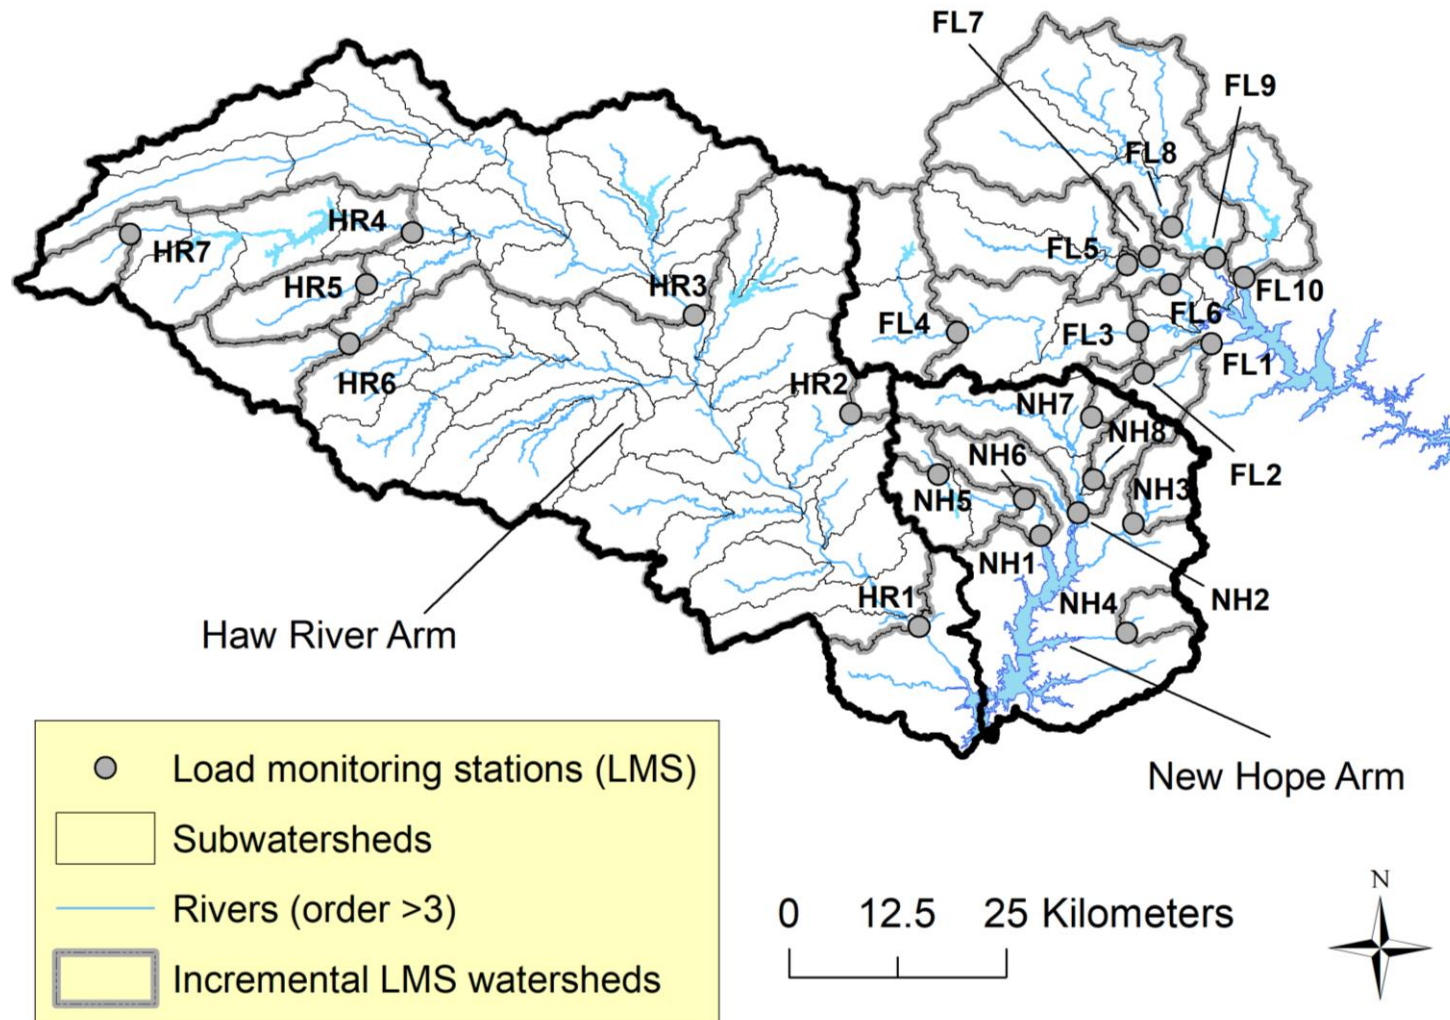 FL7
FL9
FL8
HR4
HR7
FL5
HR5
HR3
FL10
FL6
FL4
FL3
FL1
HR6
HR2
NH7
NH8
NH6
FL2
NH5
NH3
NH1
HR1
NH4
NH2
Haw River Arm
New Hope Arm
Load monitoring stations (LMS)
Subwatersheds
Rivers (order >3)
Incremental LMS watersheds
0 12.5 25 Kilometers
N